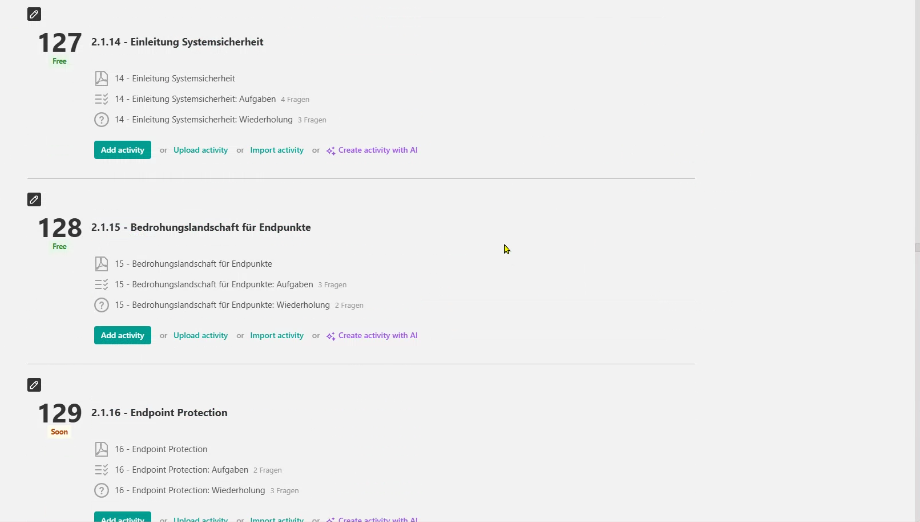 127 2.1.14 - Einleitung Systemsicherheit
Free
14 - Einleitung Systemsicherheit
14 - Einleitung Systemsicherheit: Aufgaben 4 Fragen
14 - Einleitung Systemsicherheit: Wiederholung 3 Fragen
Add activity or Upload activity or Import activity or Create activity with AI
128 2.1.15 - Bedrohungslandschaft für Endpunkte
Free
15 - Bedrohungslandschaft für Endpunkte
15 - Bedrohungslandschaft für Endpunkte: Aufgaben 3 Fragen
15 - Bedrohungslandschaft für Endpunkte: Wiederholung 2 Fragen
Add activity or Upload activity or Import activity or Create activity with AI
129 2.1.16 - Endpoint Protection
Soon
16 - Endpoint Protection
16 - Endpoint Protection: Aufgaben 2 Fragen
16 - Endpoint Protection: Wiederholung 3 Fragen
Add activity or Upload activity or Import activity or Create activity with AI